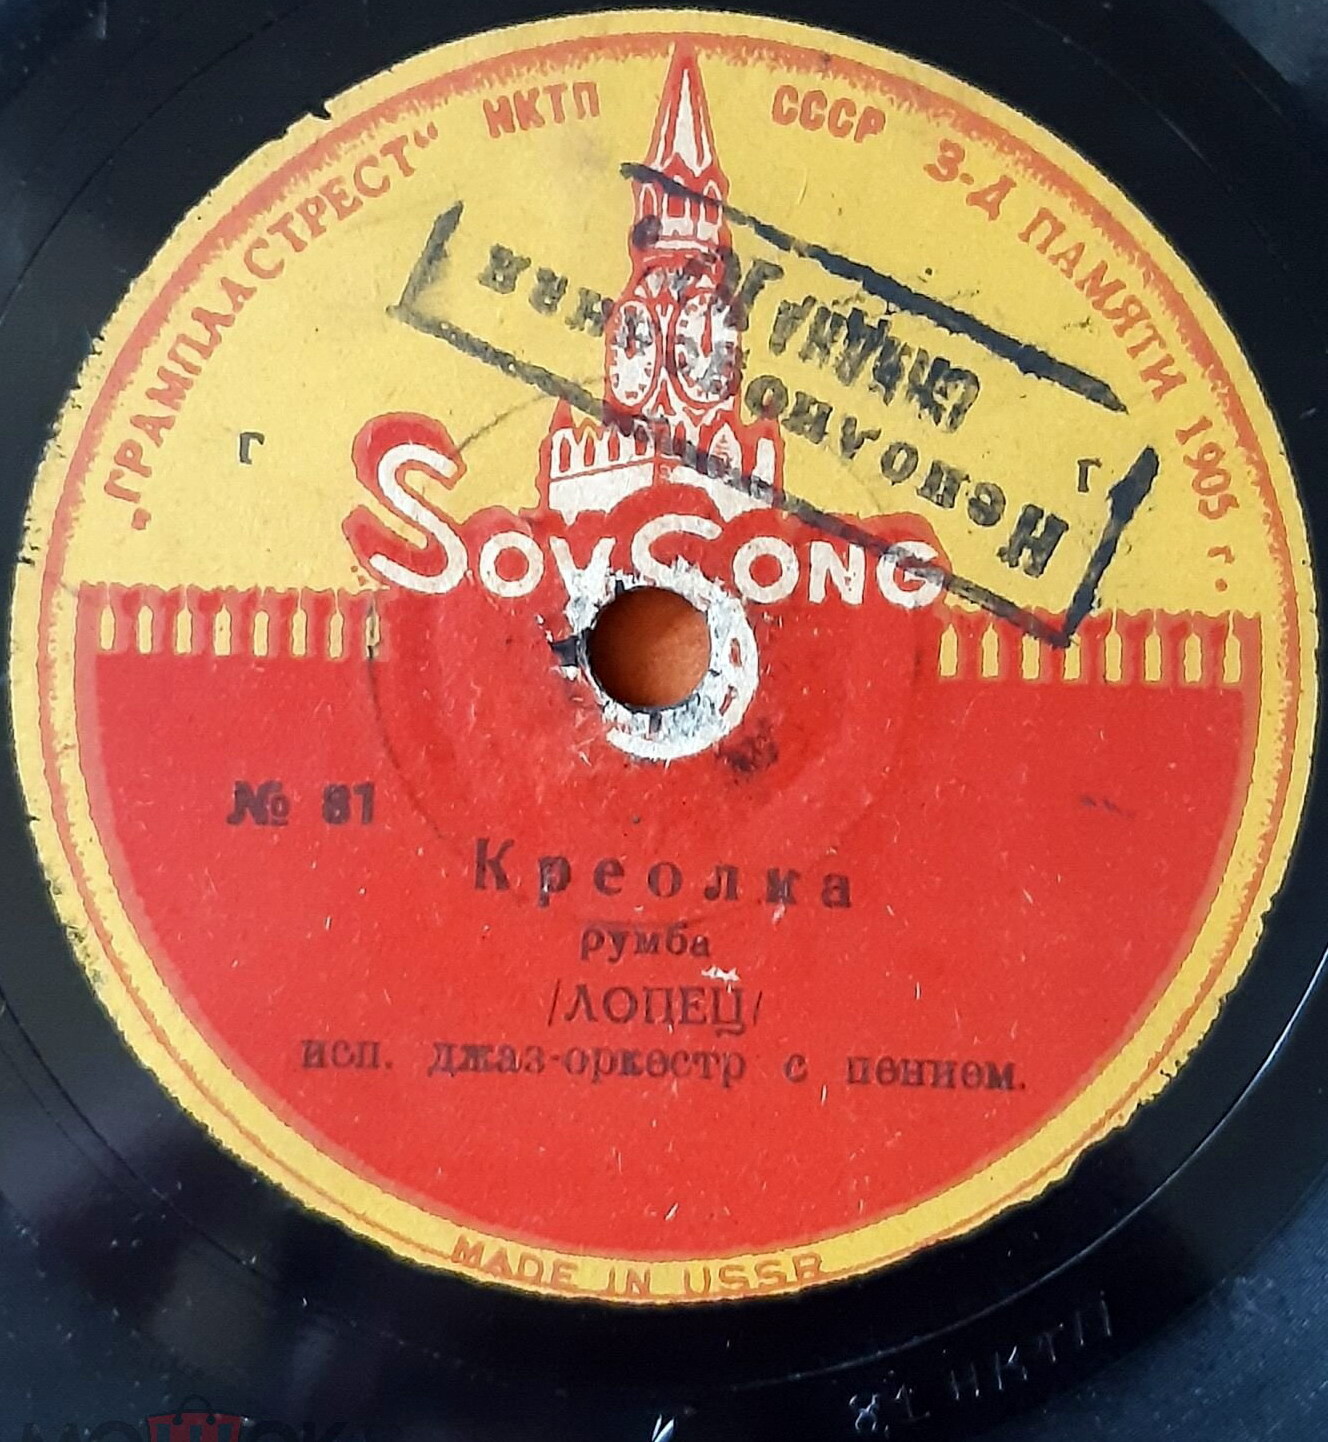 „ГРАМПЛАСТРЕСТ“ НКТП СССР З-Д ПАМЯТИ 1905 г.
г г
SovSong
№ 81
Креолка
румба
/ЛОПЕЦ/
исп. джаз-оркестр с пением.
MADE IN USSR
81 НКТП